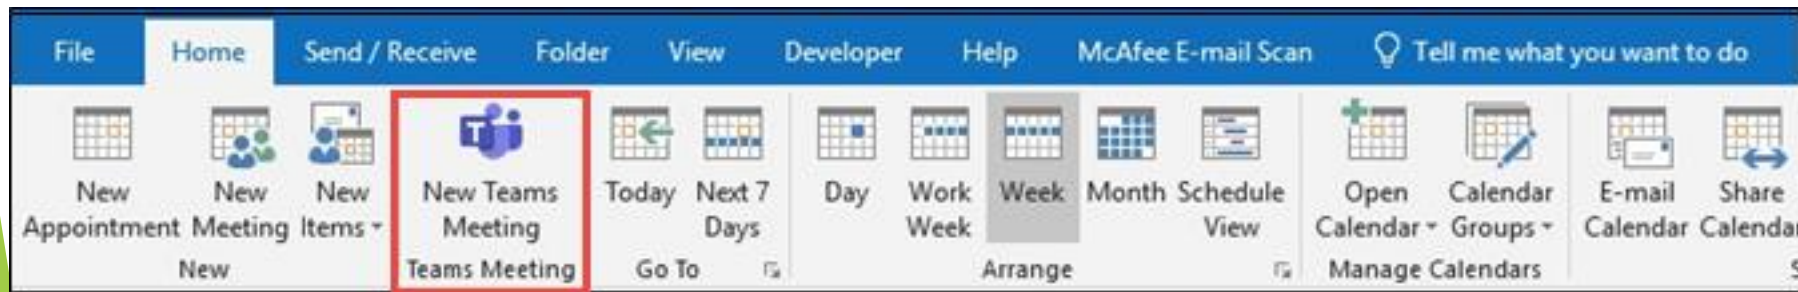 File Home Send / Receive Folder View Developer Help McAfee E-mail Scan Tell me what you want to do
New Appointment
New Meeting
New Items
New
T
New Teams Meeting
Teams Meeting
Today
Next 7 Days
Go To
Day
Work Week
Week
Month
Schedule View
Arrange
Open Calendar
Calendar Groups
Manage Calendars
E-mail Calendar
Share